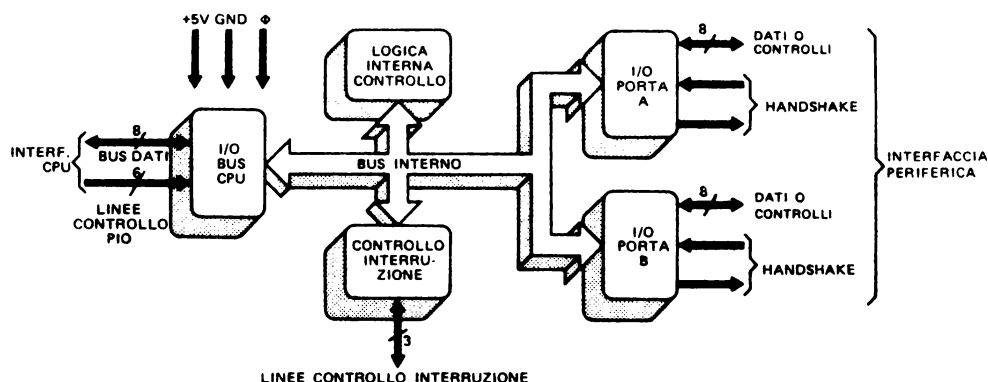 +5V GND Φ
LOGICA
INTERNA
CONTROLLO
8
DATI O
CONTROLLI
I/O
PORTA
A
HANDSHAKE
INTERF.
CPU
8
BUS DATI
6
LINEE
CONTROLLO
PIO
I/O
BUS
CPU
BUS INTERNO
INTERFACCIA
PERIFERICA
CONTROLLO
INTERRU-
ZIONE
8
DATI O
CONTROLLI
I/O
PORTA
B
HANDSHAKE
3
LINEE CONTROLLO INTERRUZIONE